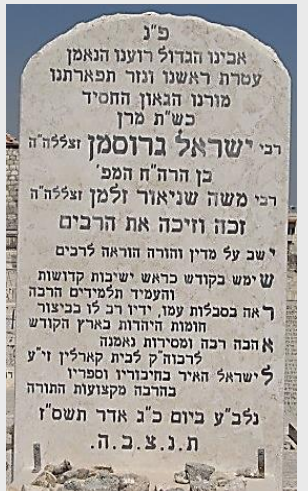 פ"נ
אבינו הגדול רוענו הנאמן
עטרת ראשנו ונזר תפארתנו
מורנו הגאון החסיד
כש"ת מרן
רבי ישראל גרוסמן זצללה"ה
בן הרה"ח המפ'
רבי משה שניאור זלמן זצללה"ה
זכה וזיכה את הרבים
ישב על מדין והורה הוראה לרבים
שימש בקודש כראש ישיבות קדושות
והעמיד תלמידים הרבה
ראה בסבלות עמו, ידיו רב לו בביצור
חומות היהדות בארץ הקודש
אהבה רבה ומסירות נאמנה
לרבוה"ק לבית קארלין זי"ע
לישראל האיר בחיבוריו וספריו
בהרבה מקצועות התורה
נלב"ע ביום כ"ג אדר תשס"ז
ת.נ.צ.ב.ה.